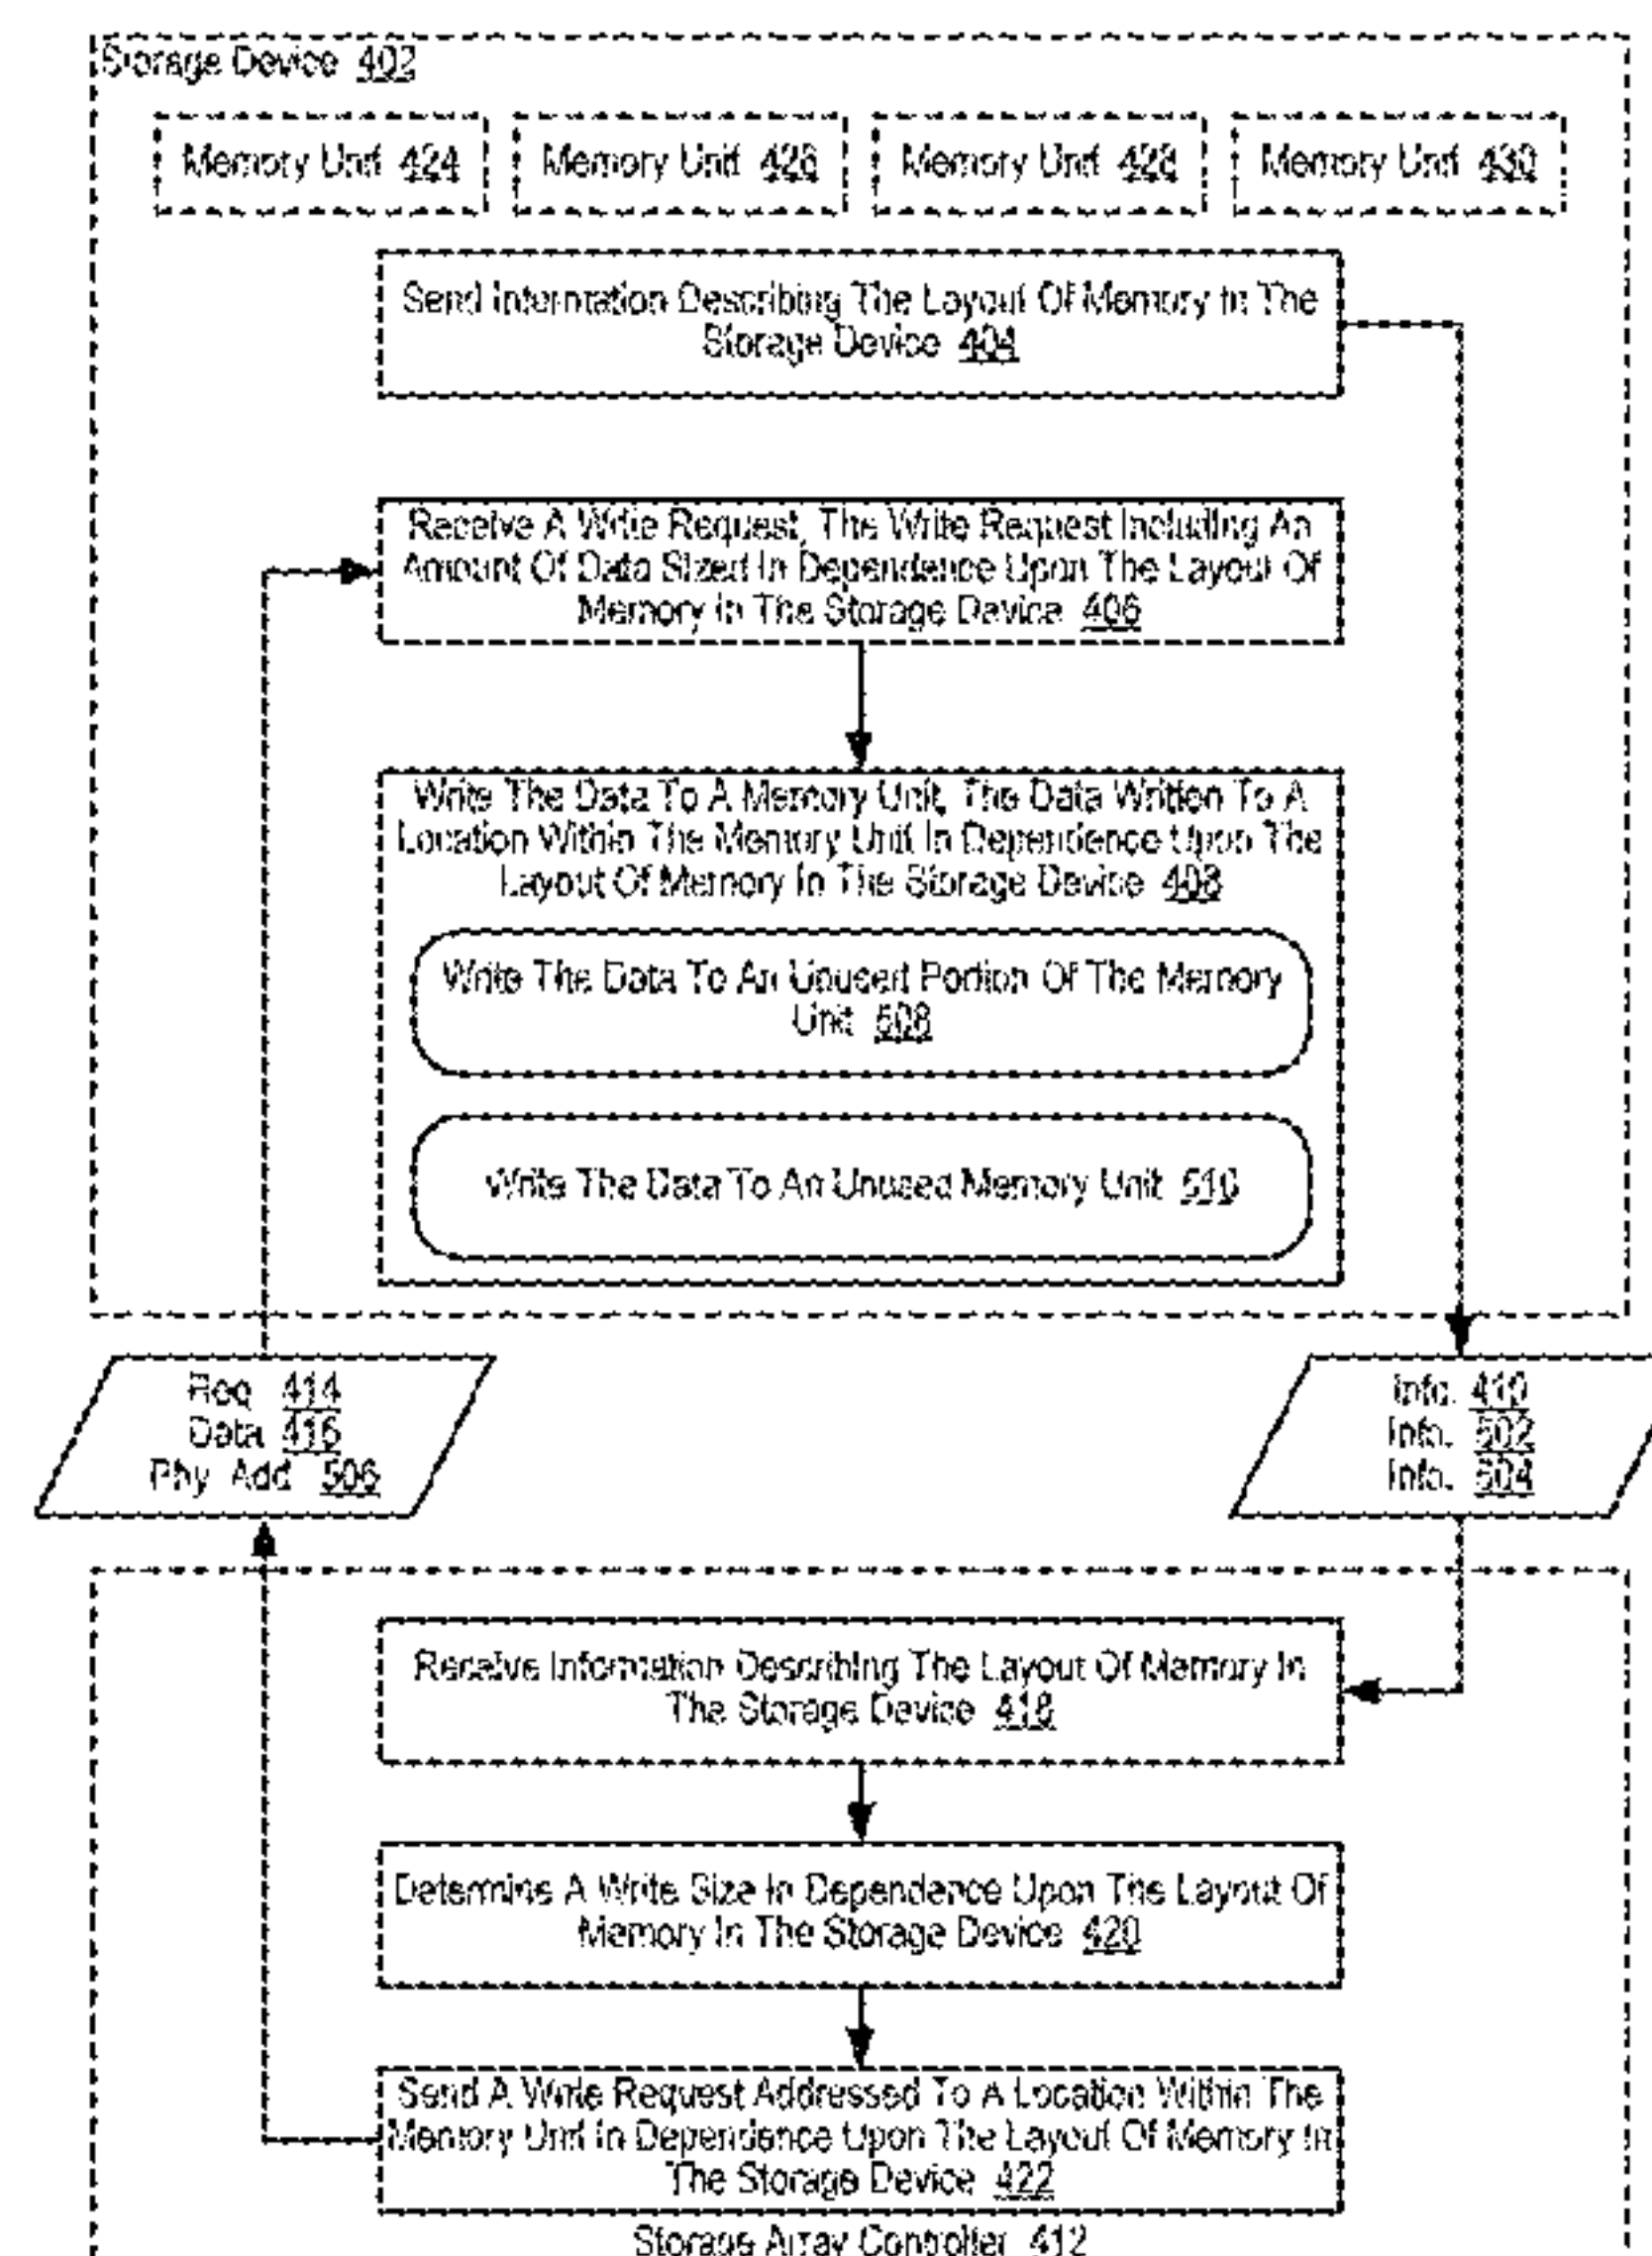 Storage Device 402
Memory Unit 424 Memory Unit 426 Memory Unit 428 Memory Unit 430
Send Information Describing The Layout Of Memory In The
Storage Device 404
Receive A Write Request, The Write Request Including An
Amount Of Data Sized In Dependence Upon The Layout Of
Memory In The Storage Device 406
Write The Data To A Memory Unit, The Data Written To A
Location Within The Memory Unit In Dependence Upon The
Layout Of Memory In The Storage Device 408
Write The Data To An Unused Portion Of The Memory
Unit 508
Write The Data To An Unused Memory Unit 510
Req 414
Data 416
Phy Add 506
Info. 410
Info. 502
Info. 504
Receive Information Describing The Layout Of Memory In
The Storage Device 418
Determine A Write Size In Dependence Upon The Layout Of
Memory In The Storage Device 420
Send A Write Request Addressed To A Location Within The
Memory Unit In Dependence Upon The Layout Of Memory In
The Storage Device 422
Storage Array Controller 412